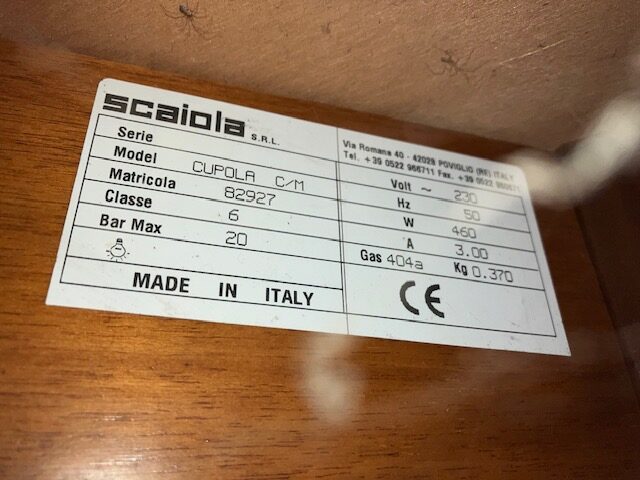 scaiola S.R.L.
Via Romana 40 - 42028 POVIGLIO (RE) ITALY
Tel. + 39 0522 966711 Fax. + 39 0522 966671
Serie
Model CUPOLA C/M
Matricola 82927
Classe 6
Bar Max 20
MADE IN ITALY
Volt ~ 230
Hz 50
W 460
A 3.00
Gas 404a Kg 0.370
CE